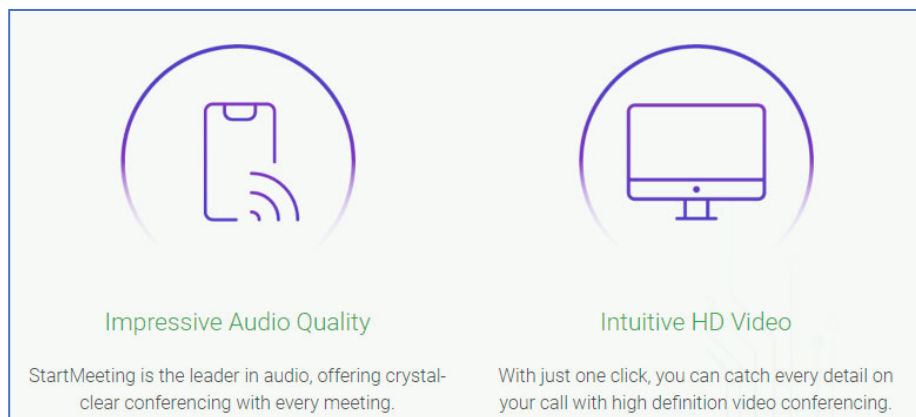 Impressive Audio Quality
StartMeeting is the leader in audio, offering crystal-
clear conferencing with every meeting.
Intuitive HD Video
With just one click, you can catch every detail on
your call with high definition video conferencing.